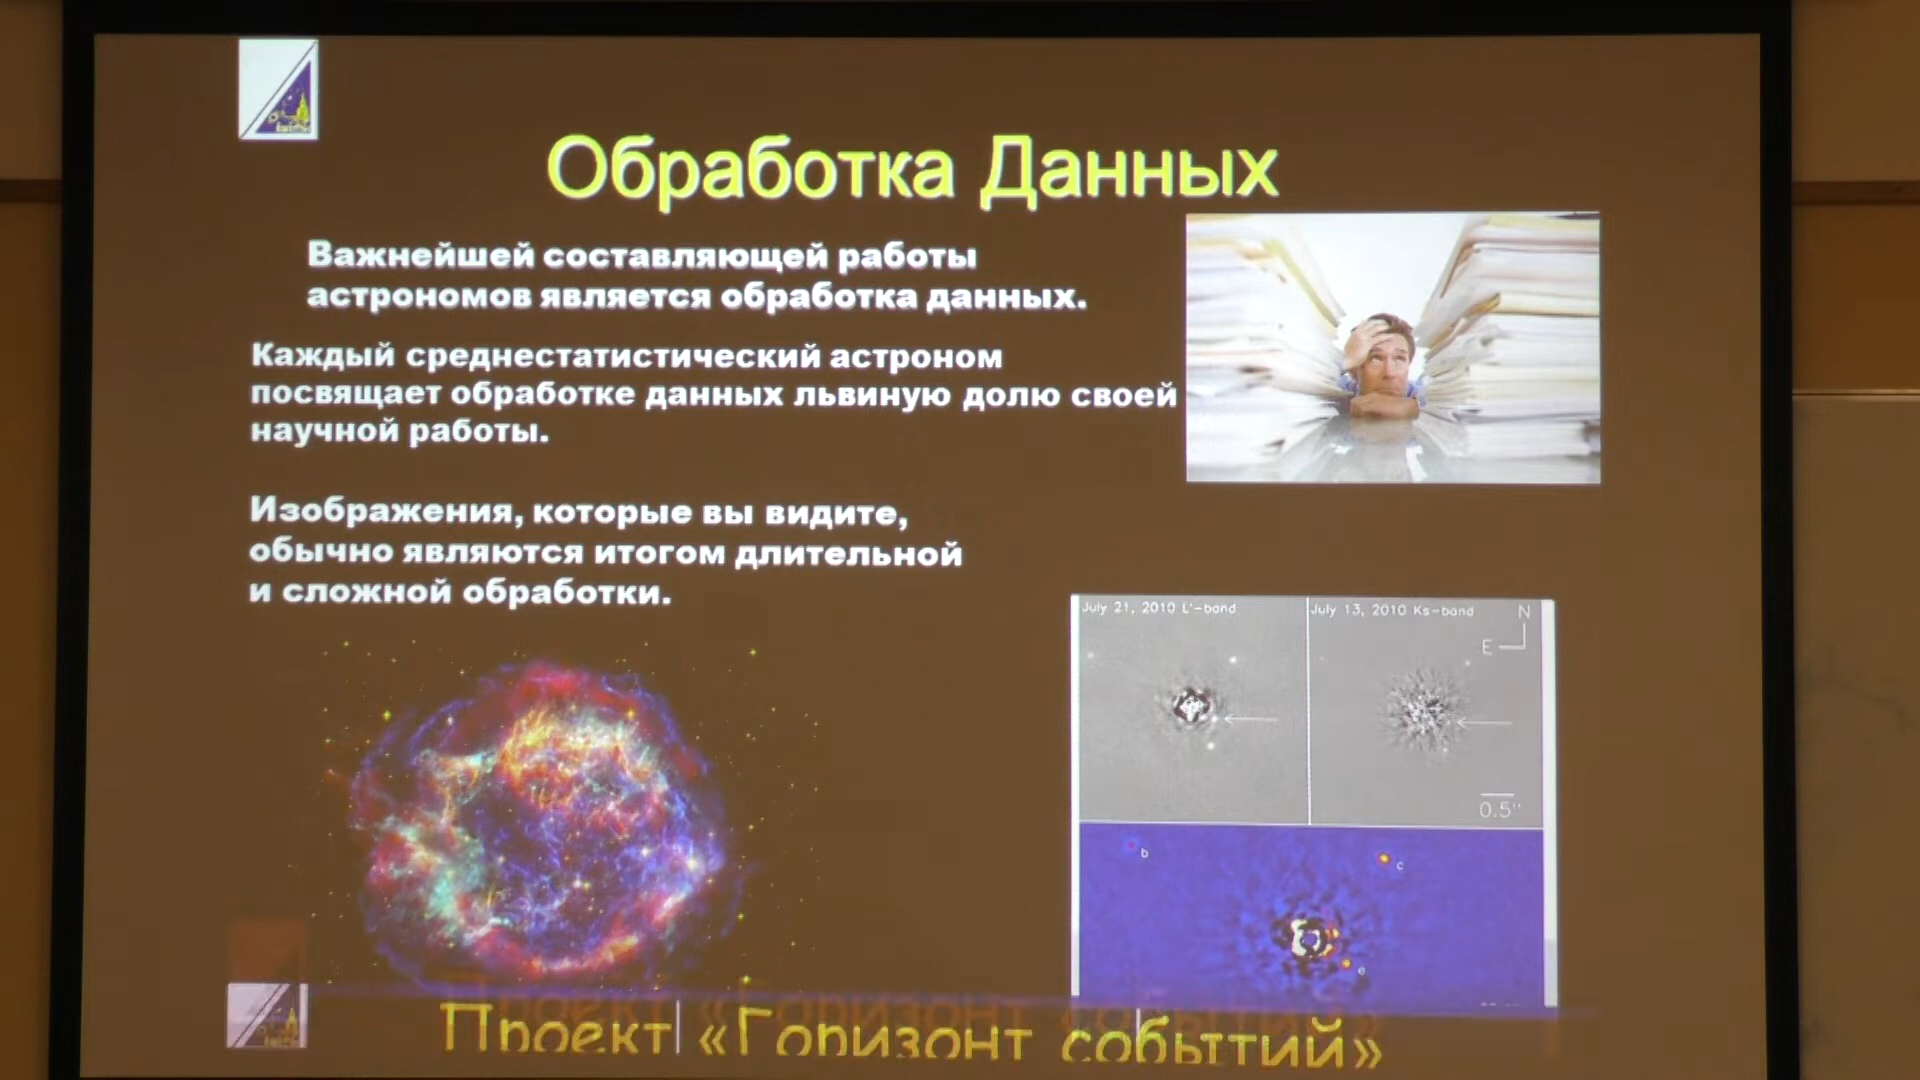 Обработка Данных
Важнейшей составляющей работы
астрономов является обработка данных.
Каждый среднестатистический астроном
посвящает обработке данных львиную долю своей
научной работы.
Изображения, которые вы видите,
обычно являются итогом длительной
и сложной обработки.
July 21, 2010 L'-band
July 13, 2010 Ks-band
N
E
0.5"
b
c
e
Проект «Горизонт событий»